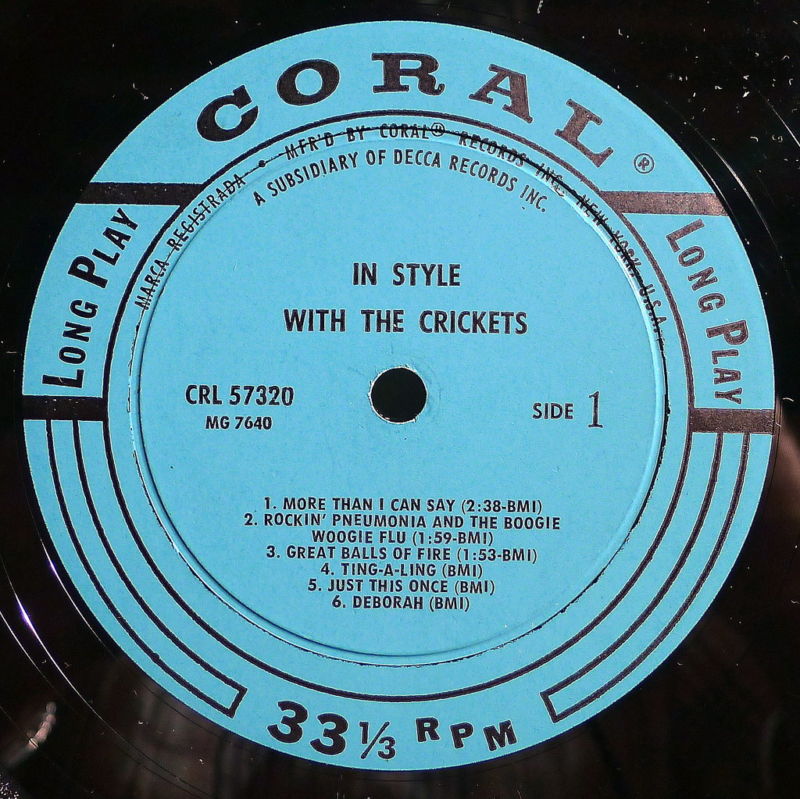 CORAL®
MARCA REGISTRADA • MFR'D BY CORAL® RECORDS INC. NEW YORK, U.S.A.
A SUBSIDIARY OF DECCA RECORDS INC.
LONG PLAY
LONG PLAY
IN STYLE
WITH THE CRICKETS
CRL 57320
MG 7640
SIDE 1
1. MORE THAN I CAN SAY (2:38-BMI)
2. ROCKIN' PNEUMONIA AND THE BOOGIE
WOOGIE FLU (1:59-BMI)
3. GREAT BALLS OF FIRE (1:53-BMI)
4. TING-A-LING (BMI)
5. JUST THIS ONCE (BMI)
6. DEBORAH (BMI)
33 1/3 RPM